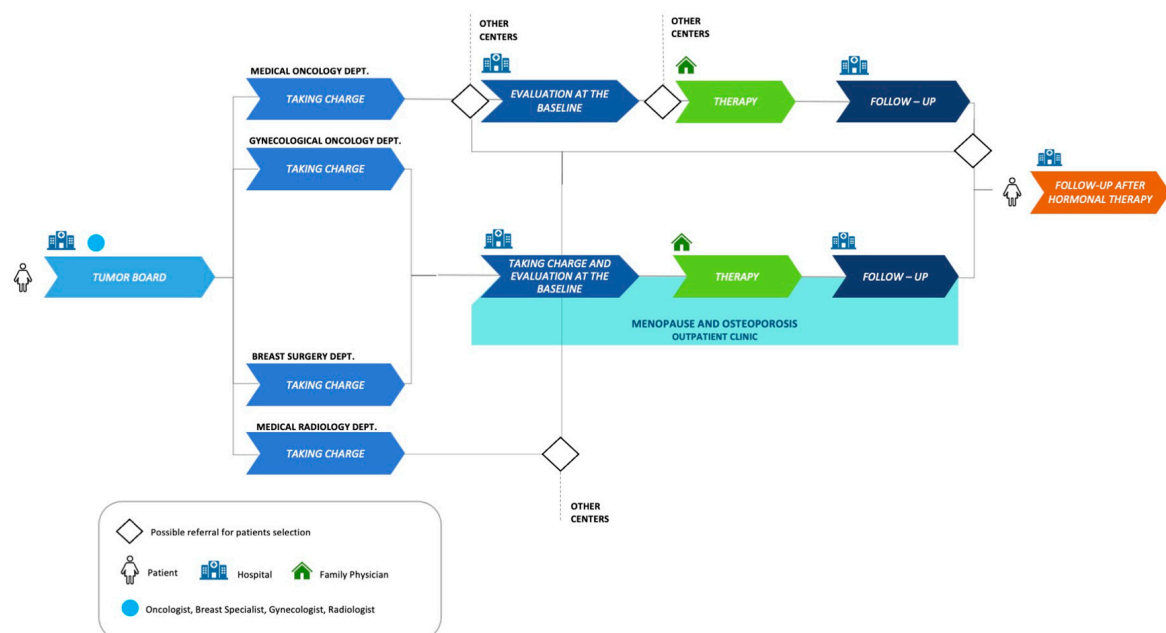 OTHER
CENTERS
OTHER
CENTERS
MEDICAL ONCOLOGY DEPT.
TAKING CHARGE
EVALUATION AT THE
BASELINE
THERAPY
FOLLOW – UP
GYNECOLOGICAL ONCOLOGY DEPT.
TAKING CHARGE
FOLLOW-UP AFTER
HORMONAL THERAPY
TUMOR BOARD
TAKING CHARGE AND
EVALUATION AT THE
BASELINE
THERAPY
FOLLOW – UP
MENOPAUSE AND OSTEOPOROSIS
OUTPATIENT CLINIC
BREAST SURGERY DEPT.
TAKING CHARGE
MEDICAL RADIOLOGY DEPT.
TAKING CHARGE
OTHER
CENTERS
Possible referral for patients selection
Patient
Hospital
Family Physician
Oncologist, Breast Specialist, Gynecologist, Radiologist